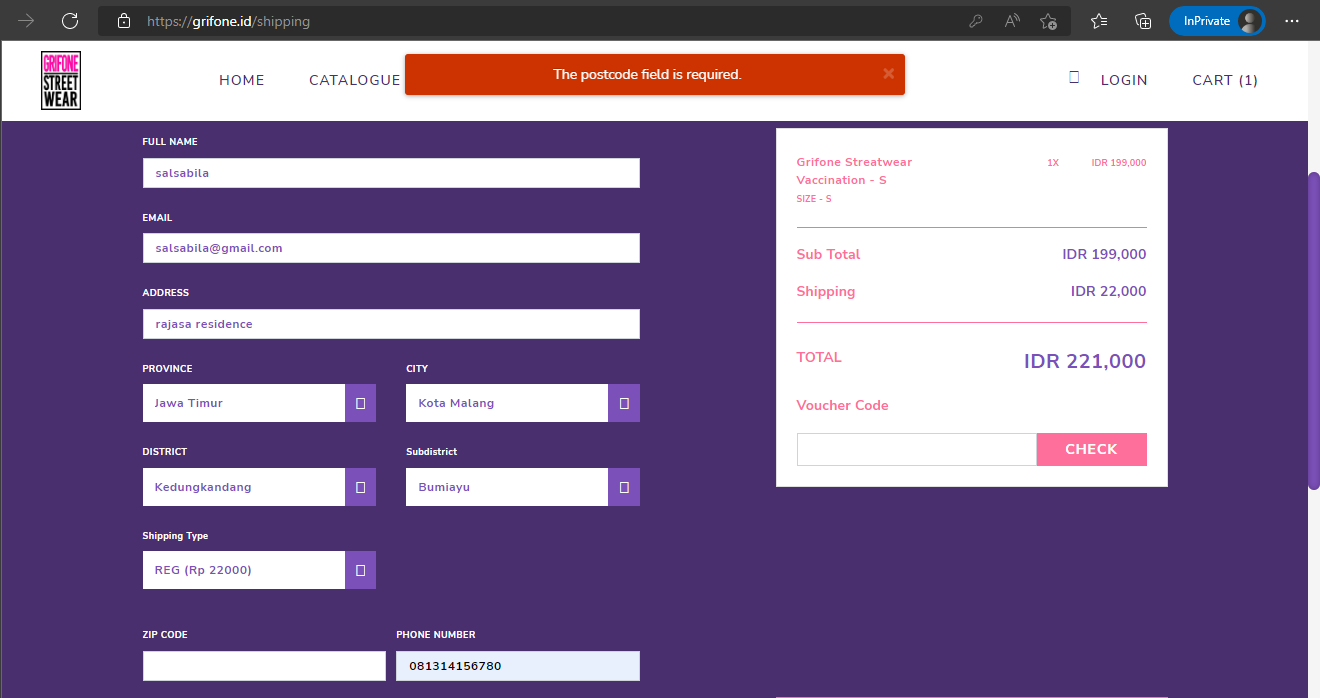 https://grifone.id/shipping
InPrivate
GRIFONE
STREET
WEAR
HOME
CATALOGUE
The postcode field is required.
×
LOGIN
CART (1)
FULL NAME
salsabila
EMAIL
salsabila@gmail.com
ADDRESS
rajasa residence
PROVINCE
CITY
Jawa Timur
Kota Malang
DISTRICT
Subdistrict
Kedungkandang
Bumiayu
Shipping Type
REG (Rp 22000)
ZIP CODE
PHONE NUMBER
081314156780
Grifone Streatwear
Vaccination - S
1X
IDR 199,000
SIZE - S
Sub Total
IDR 199,000
Shipping
IDR 22,000
TOTAL
IDR 221,000
Voucher Code
CHECK